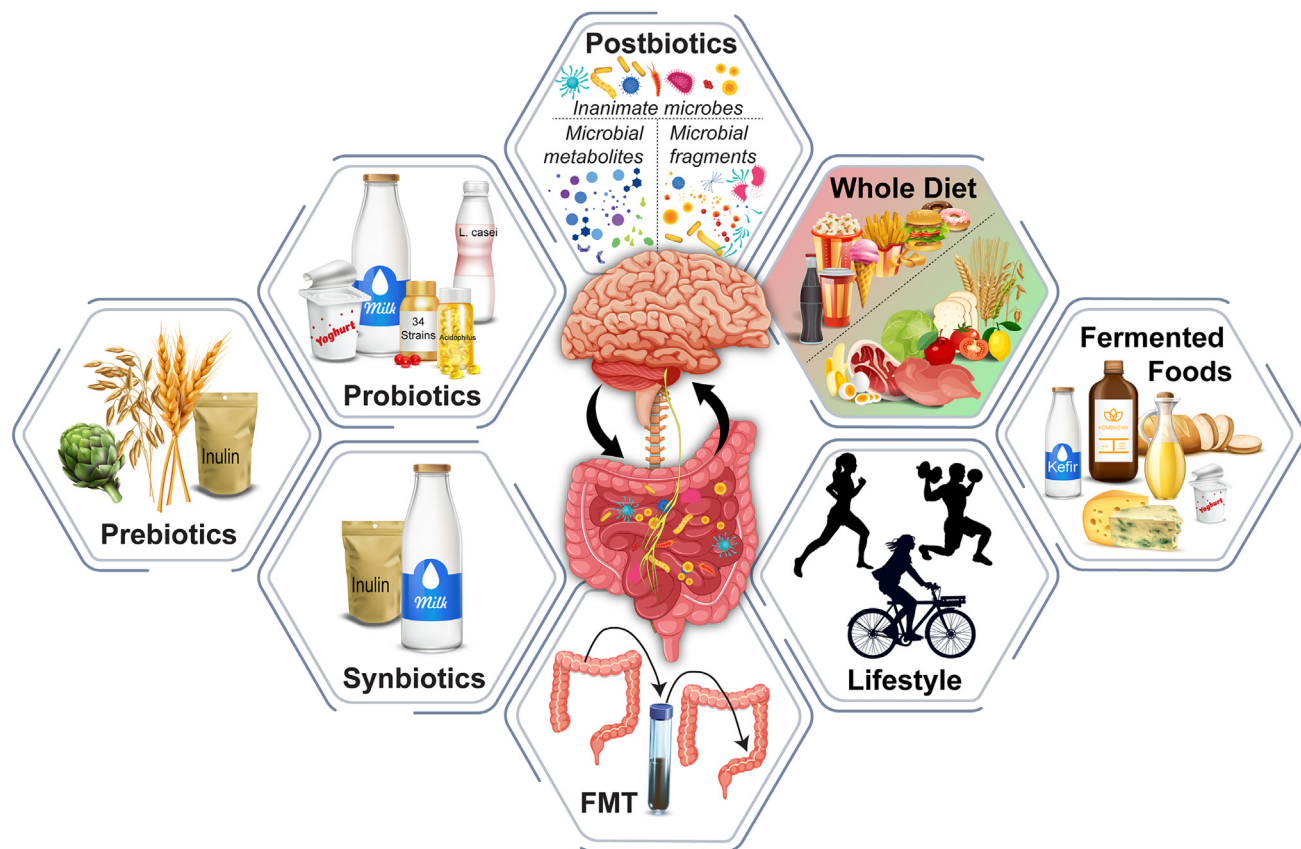 Postbiotics
Inanimate microbes
Microbial
metabolites
Microbial
fragments
Whole Diet
L. casei
Milk
Yoghurt
34
Strains
Acidophilus
Probiotics
Fermented
Foods
KOMBUCHA
Kefir
Yoghurt
Inulin
Prebiotics
Inulin
Milk
Synbiotics
Lifestyle
FMT